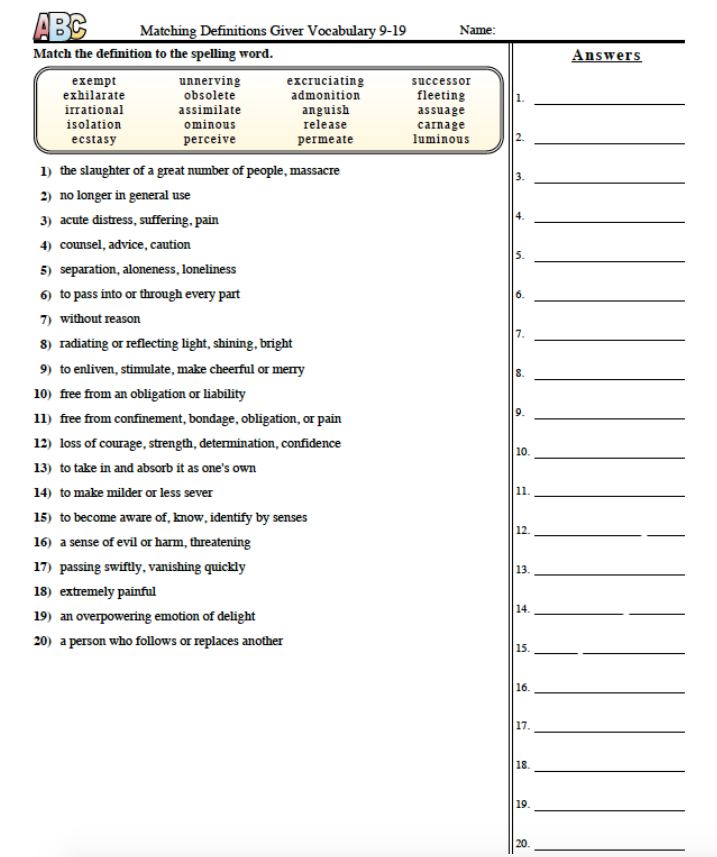 ABC
Matching Definitions Giver Vocabulary 9-19 Name:
Match the definition to the spelling word.
Answers
exempt unnerving excruciating successor
exhilarate obsolete admonition fleeting
irrational assimilate anguish assuage
isolation ominous release carnage
ecstasy perceive permeate luminous
1) the slaughter of a great number of people, massacre
2) no longer in general use
3) acute distress, suffering, pain
4) counsel, advice, caution
5) separation, aloneness, loneliness
6) to pass into or through every part
7) without reason
8) radiating or reflecting light, shining, bright
9) to enliven, stimulate, make cheerful or merry
10) free from an obligation or liability
11) free from confinement, bondage, obligation, or pain
12) loss of courage, strength, determination, confidence
13) to take in and absorb it as one's own
14) to make milder or less sever
15) to become aware of, know, identify by senses
16) a sense of evil or harm, threatening
17) passing swiftly, vanishing quickly
18) extremely painful
19) an overpowering emotion of delight
20) a person who follows or replaces another
1.
2.
3.
4.
5.
6.
7.
8.
9.
10.
11.
12.
13.
14.
15.
16.
17.
18.
19.
20.